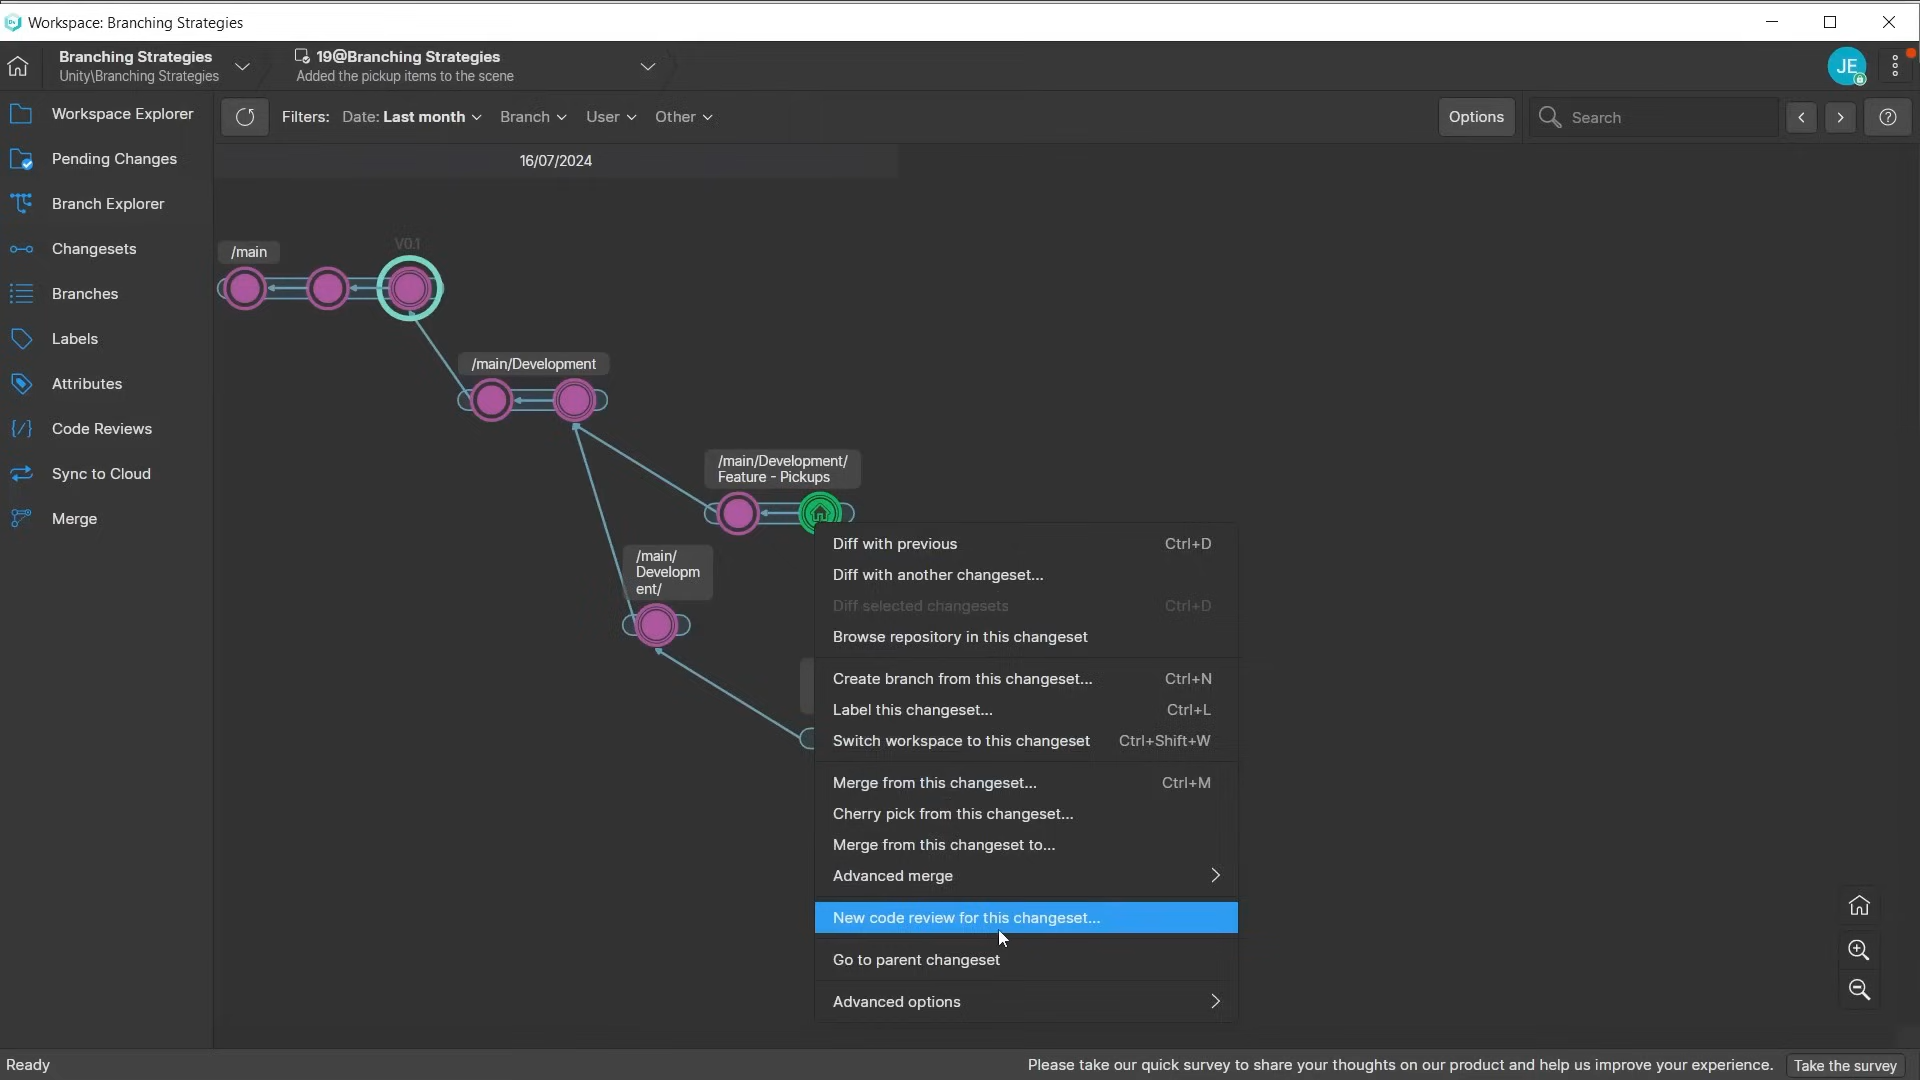 Workspace: Branching Strategies
Branching Strategies
Unity\Branching Strategies
19@Branching Strategies
Added the pickup items to the scene
JE
Workspace Explorer
Pending Changes
Branch Explorer
Changesets
Branches
Labels
Attributes
Code Reviews
Sync to Cloud
Merge
Filters: Date: Last month Branch User Other
Options
Search
16/07/2024
/main
V0.1
/main/Development
/main/Development/
Feature - Pickups
/main/
Developm
ent/
Diff with previous Ctrl+D
Diff with another changeset...
Diff selected changesets Ctrl+D
Browse repository in this changeset
Create branch from this changeset... Ctrl+N
Label this changeset... Ctrl+L
Switch workspace to this changeset Ctrl+Shift+W
Merge from this changeset... Ctrl+M
Cherry pick from this changeset...
Merge from this changeset to...
Advanced merge
New code review for this changeset...
Go to parent changeset
Advanced options
Ready
Please take our quick survey to share your thoughts on our product and help us improve your experience.
Take the survey